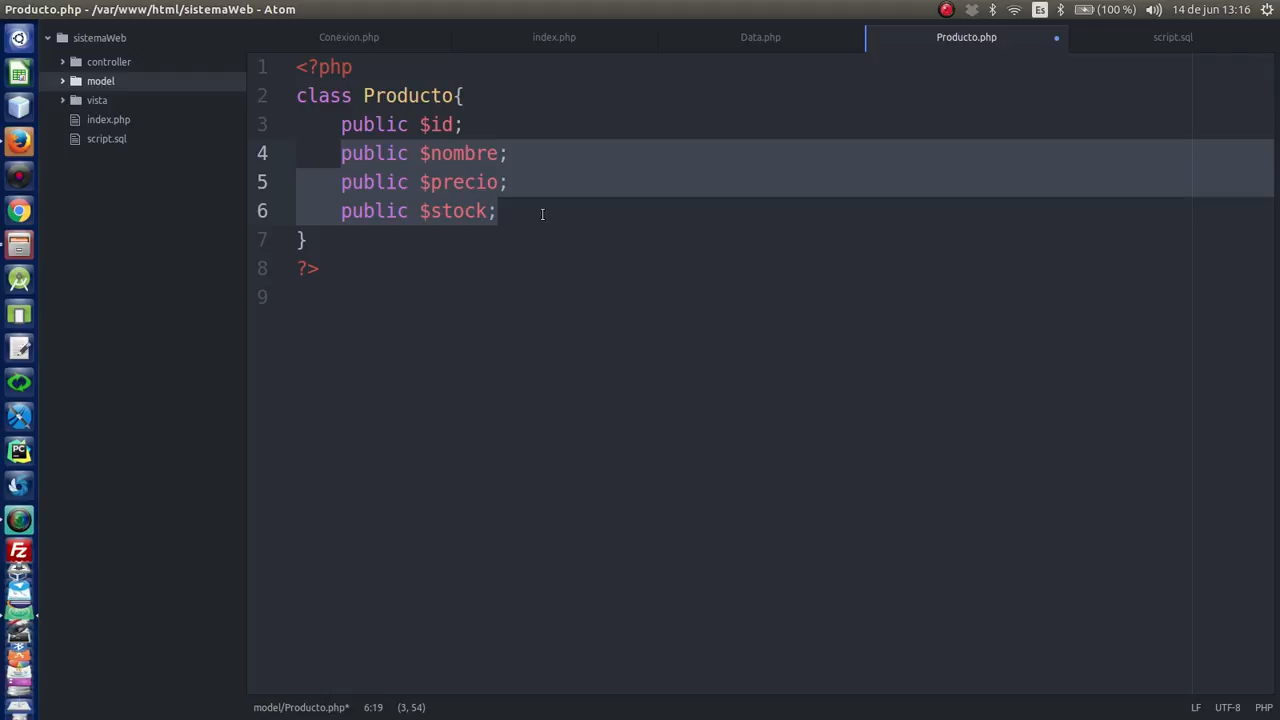 Producto.php - /var/www/html/sistemaWeb - Atom
Es
(100 %)
14 de jun 13:16
sistemaWeb
controller
model
vista
index.php
script.sql
Conexion.php
index.php
Data.php
Producto.php
script.sql
1 <?php
2 class Producto{
3 public $id;
4 public $nombre;
5 public $precio;
6 public $stock;
7 }
8 ?>
9
PC
FZ
model/Producto.php* 6:19 (3, 54)
LF UTF-8 PHP